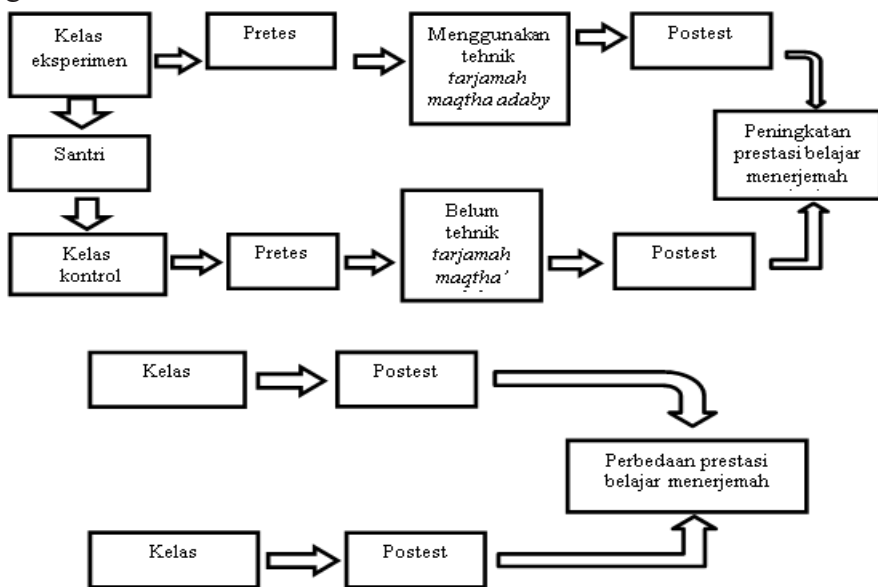 Kelas
eksperimen
Pretes
Menggunakan
tehnik
tarjamah
maqtha adaby
Postest
Santri
Peningkatan
prestasi belajar
menerjemah
Kelas
kontrol
Pretes
Belum
tehnik
tarjamah
maqtha’
Postest
Kelas
Postest
Perbedaan prestasi
belajar menerjemah
Kelas
Postest